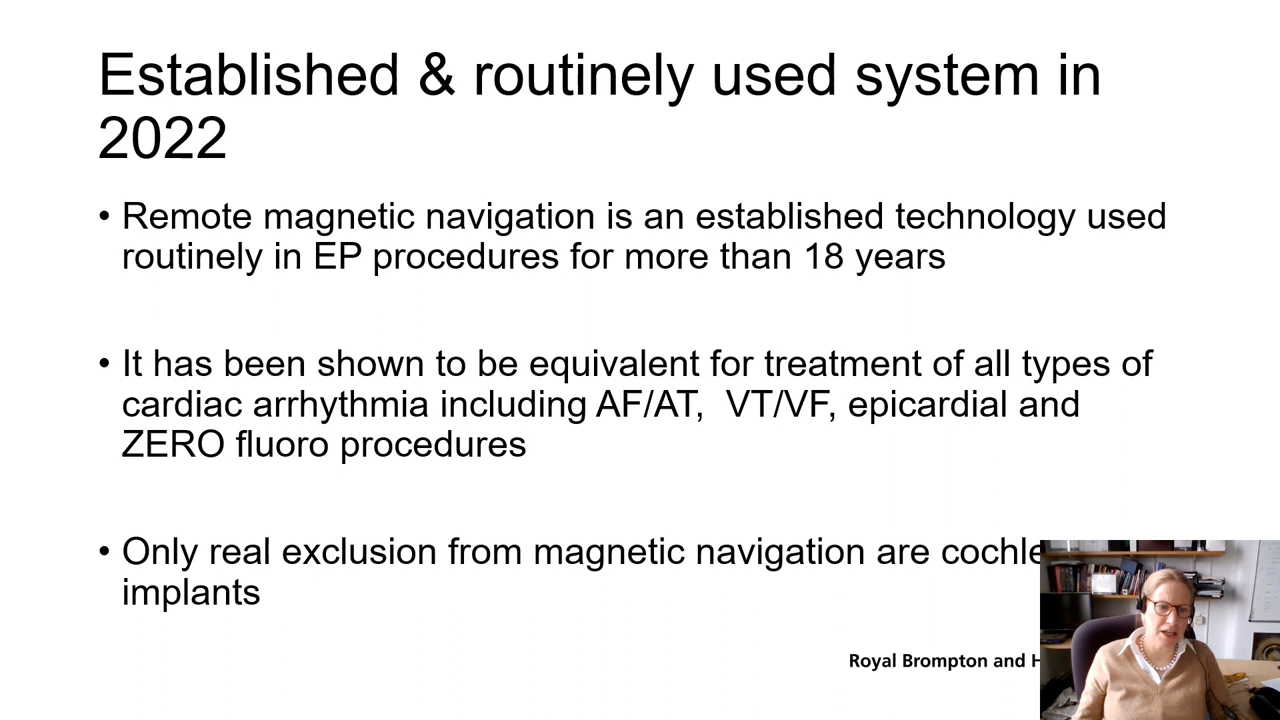 Established & routinely used system in
2022
• Remote magnetic navigation is an established technology used
routinely in EP procedures for more than 18 years
• It has been shown to be equivalent for treatment of all types of
cardiac arrhythmia including AF/AT,  VT/VF, epicardial and
ZERO fluoro procedures
• Only real exclusion from magnetic navigation are
implants
Royal Brompton and